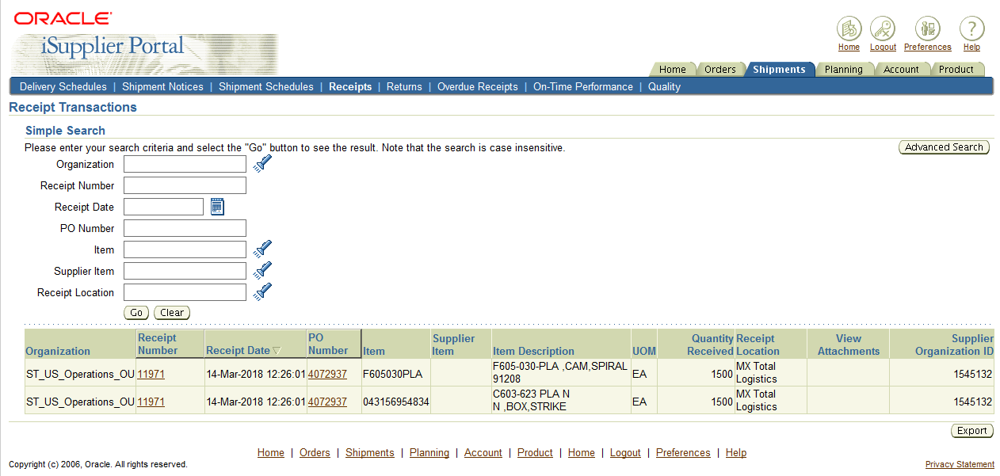 ORACLE'
iSupplier Portal
Home Logout Preferences Help
Home Orders Shipments Planning Account Product
Delivery Schedules | Shipment Notices | Shipment Schedules | Receipts | Returns | Overdue Receipts | On-Time Performance | Quality
Receipt Transactions
Simple Search
Please enter your search criteria and select the "Go" button to see the result. Note that the search is case insensitive.
Advanced Search
Organization
Receipt Number
Receipt Date
PO Number
Item
Supplier Item
Receipt Location
Go Clear
Organization Receipt Number Receipt Date PO Number Item Supplier Item Item Description UOM Quantity Received Receipt Location View Attachments Supplier Organization ID
ST_US_Operations_OU 11971 14-Mar-2018 12:26:01 4072937 F605030PLA F605-030-PLA ,CAM,SPIRAL 91208 EA 1500 MX Total Logistics 1545132
ST_US_Operations_OU 11971 14-Mar-2018 12:26:01 4072937 043156954834 C603-623 PLA N N ,BOX,STRIKE EA 1500 MX Total Logistics 1545132
Export
Home | Orders | Shipments | Planning | Account | Product | Home | Logout | Preferences | Help
Copyright (c) 2006, Oracle. All rights reserved.
Privacy Statement